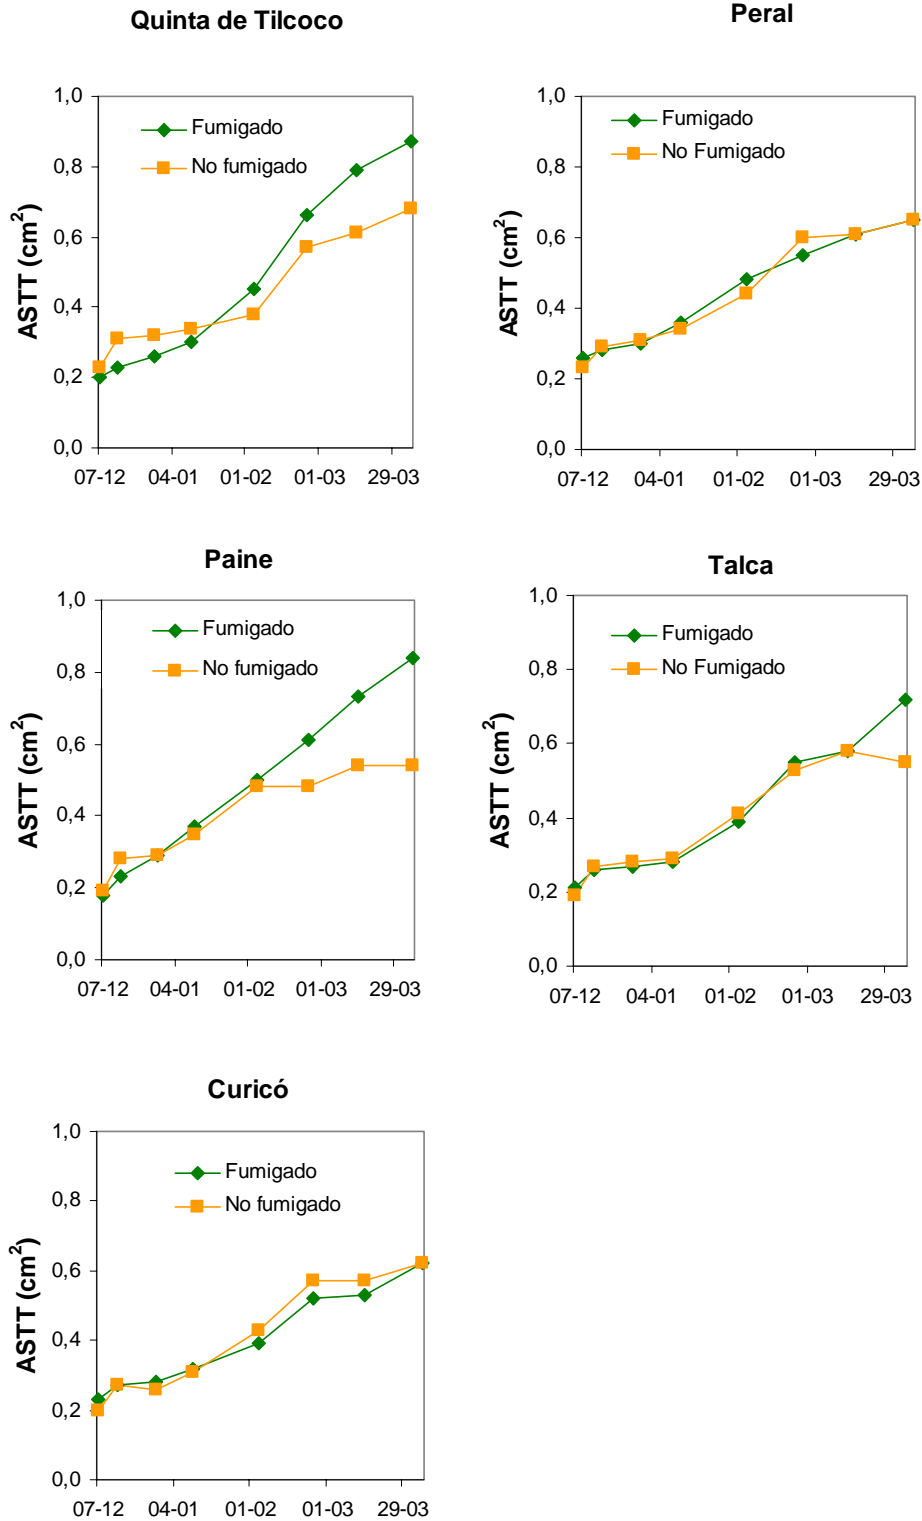 Quinta de Tilcoco
1,0
0,8
0,6
0,4
0,2
0,0
ASTT (cm²)
Fumigado
No fumigado
07-12 04-01 01-02 01-03 29-03
Peral
1,0
0,8
0,6
0,4
0,2
0,0
ASTT (cm²)
Fumigado
No Fumigado
07-12 04-01 01-02 01-03 29-03
Paine
1,0
0,8
0,6
0,4
0,2
0,0
ASTT (cm²)
Fumigado
No fumigado
07-12 04-01 01-02 01-03 29-03
Talca
1,0
0,8
0,6
0,4
0,2
0,0
ASTT (cm²)
Fumigado
No Fumigado
07-12 04-01 01-02 01-03 29-03
Curicó
1,0
0,8
0,6
0,4
0,2
0,0
ASTT (cm²)
Fumigado
No fumigado
07-12 04-01 01-02 01-03 29-03